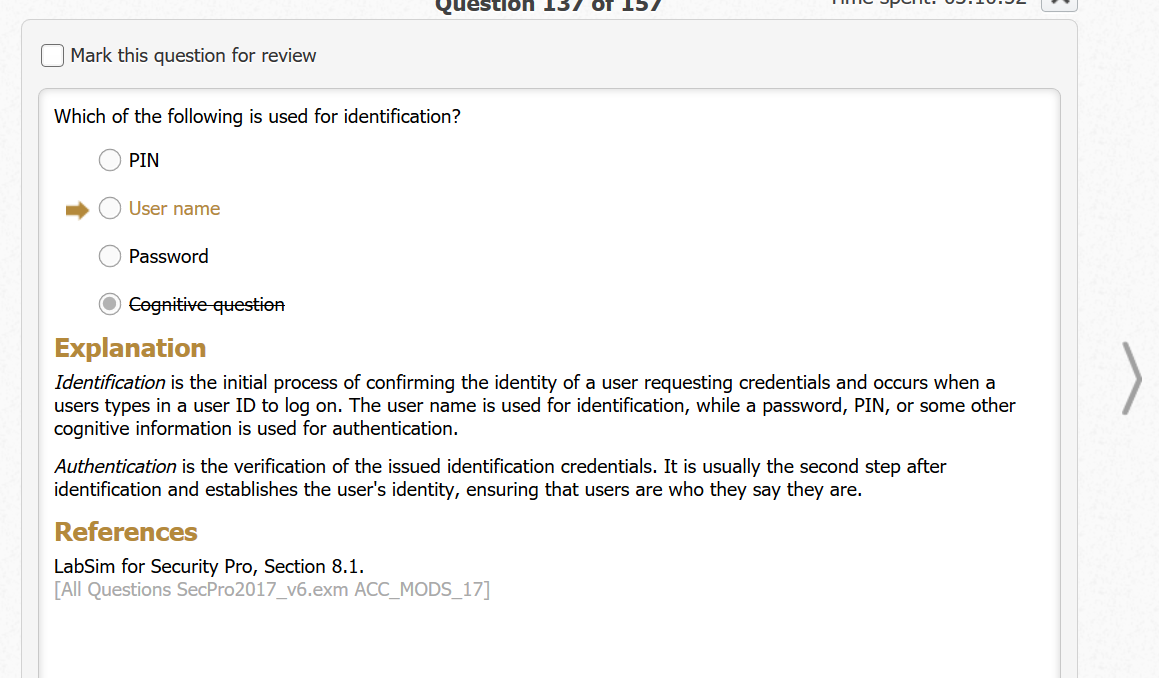 Question 137 of 157
Time spent: 03:10:32
Mark this question for review
Which of the following is used for identification?
PIN
User name
Password
Cognitive question
Explanation
Identification is the initial process of confirming the identity of a user requesting credentials and occurs when a
users types in a user ID to log on. The user name is used for identification, while a password, PIN, or some other
cognitive information is used for authentication.
Authentication is the verification of the issued identification credentials. It is usually the second step after
identification and establishes the user's identity, ensuring that users are who they say they are.
References
LabSim for Security Pro, Section 8.1.
[All Questions SecPro2017_v6.exm ACC_MODS_17]